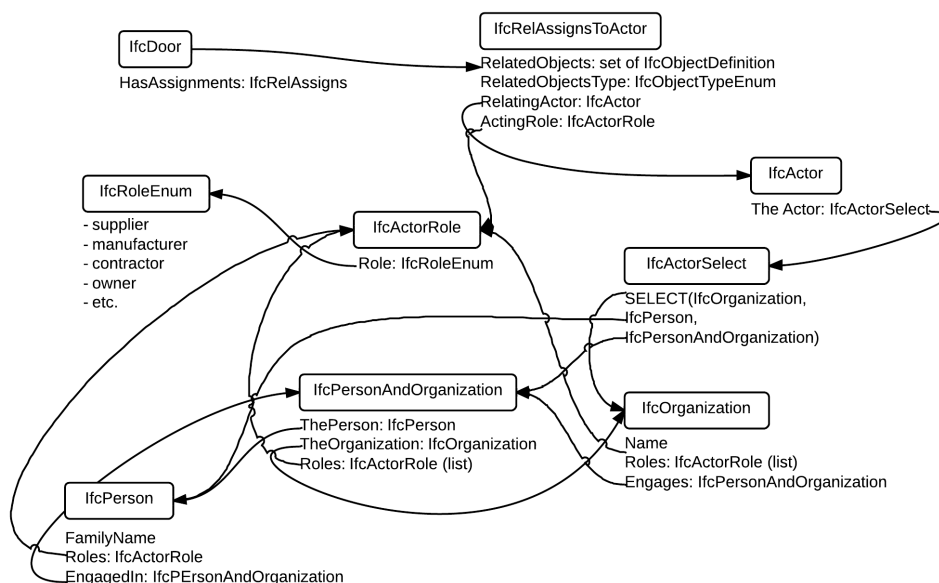 IfcDoor
HasAssignments: IfcRelAssigns
IfcRelAssignsToActor
RelatedObjects: set of IfcObjectDefinition
RelatedObjectsType: IfcObjectTypeEnum
RelatingActor: IfcActor
ActingRole: IfcActorRole
IfcActor
The Actor: IfcActorSelect
IfcRoleEnum
- supplier
- manufacturer
- contractor
- owner
- etc.
IfcActorRole
Role: IfcRoleEnum
IfcActorSelect
SELECT(IfcOrganization,
IfcPerson,
IfcPersonAndOrganization)
IfcPersonAndOrganization
ThePerson: IfcPerson
TheOrganization: IfcOrganization
Roles: IfcActorRole (list)
IfcOrganization
Name
Roles: IfcActorRole (list)
Engages: IfcPersonAndOrganization
IfcPerson
FamilyName
Roles: IfcActorRole
EngagedIn: IfcPErsonAndOrganization